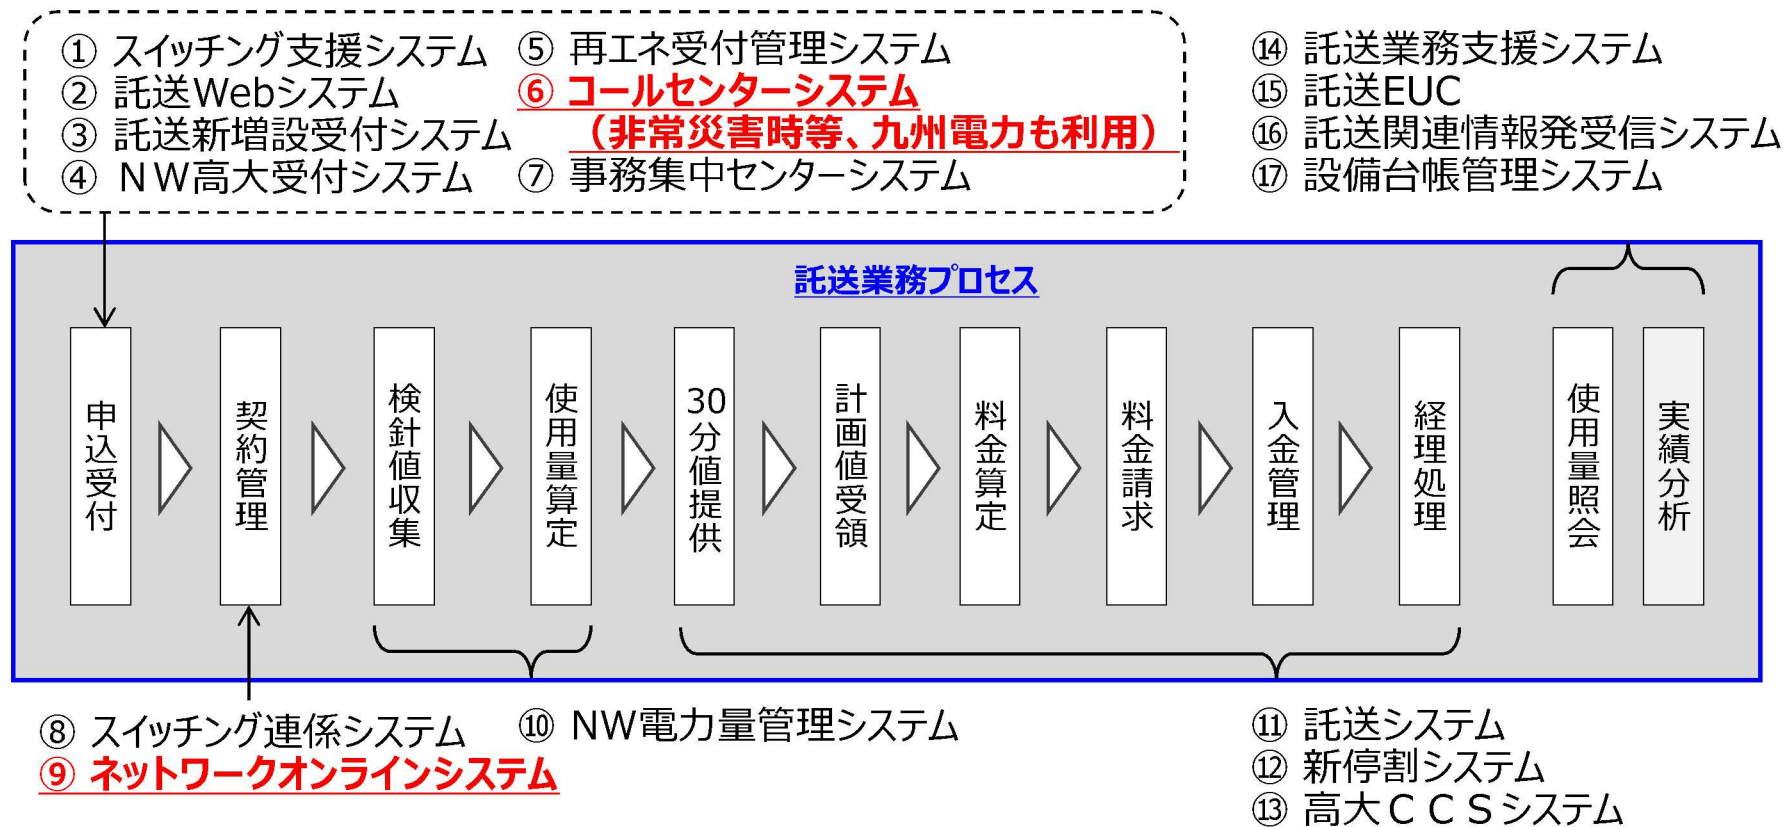 ① スイッチング支援システム
② 託送Webシステム
③ 託送新増設受付システム
④ ＮＷ高大受付システム
⑤ 再エネ受付管理システム
⑥ コールセンターシステム
（非常災害時等、九州電力も利用）
⑦ 事務集中センターシステム
⑭ 託送業務支援システム
⑮ 託送EUC
⑯ 託送関連情報発受信システム
⑰ 設備台帳管理システム
託送業務プロセス
申込受付
契約管理
検針値収集
使用量算定
30分値提供
計画値受領
料金算定
料金請求
入金管理
経理処理
使用量照会
実績分析
⑧ スイッチング連係システム
⑨ ネットワークオンラインシステム
⑩ NW電力量管理システム
⑪ 託送システム
⑫ 新停割システム
⑬ 高大ＣＣＳシステム